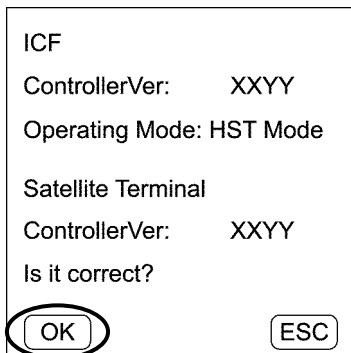 ICF
ControllerVer: XXYY
Operating Mode: HST Mode
Satellite Terminal
ControllerVer: XXYY
Is it correct?
OK ESC